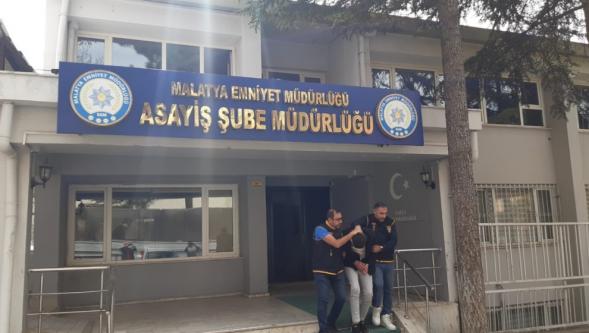 MALATYA EMNİYET MÜDÜRLÜĞÜ
ASAYİŞ ŞUBE MÜDÜRLÜĞÜ